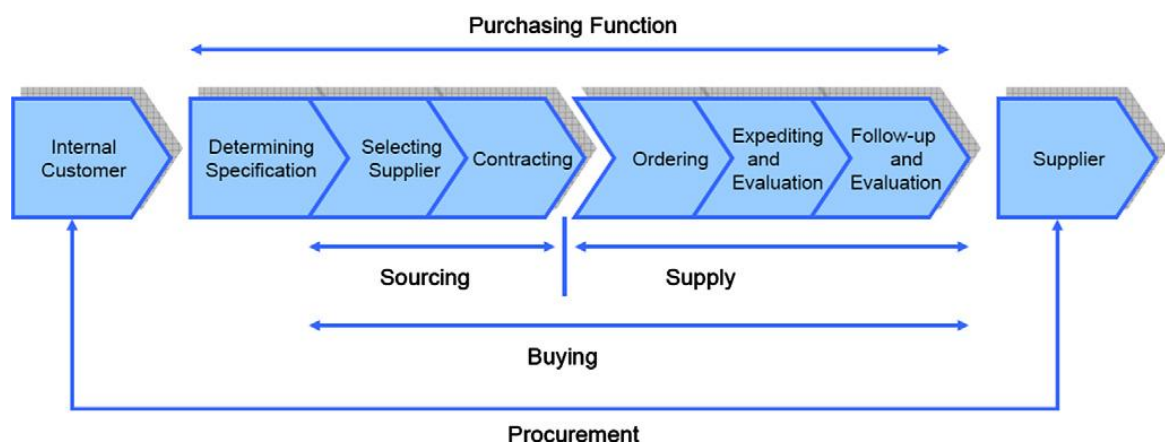 Purchasing Function
Internal
Customer
Determining
Specification
Selecting
Supplier
Contracting
Ordering
Expediting
and
Evaluation
Follow-up
and
Evaluation
Supplier
Sourcing
Supply
Buying
Procurement